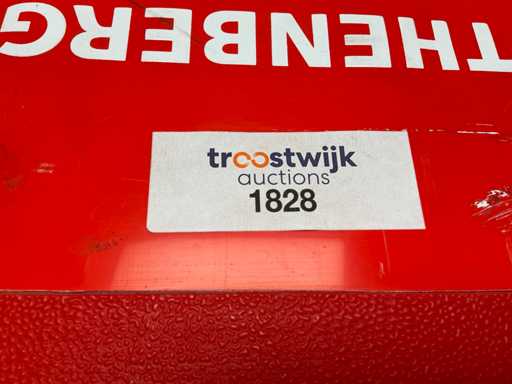 THENBERG
troostwijk
auctions
1828